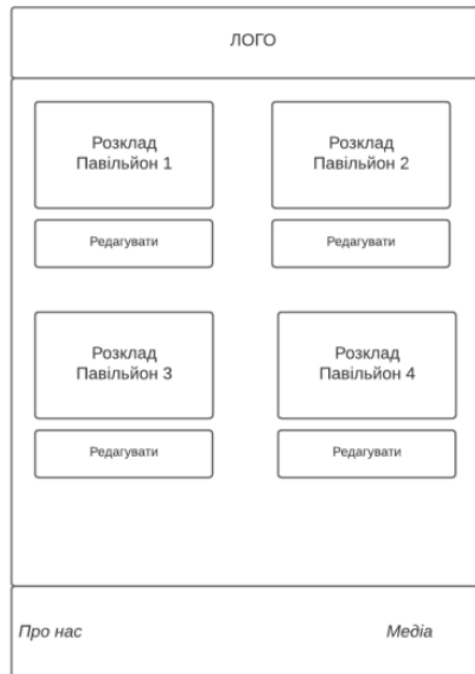 ЛОГО
Розклад
Павільйон 1
Розклад
Павільйон 2
Редагувати
Редагувати
Розклад
Павільйон 3
Розклад
Павільйон 4
Редагувати
Редагувати
Про нас
Медіа